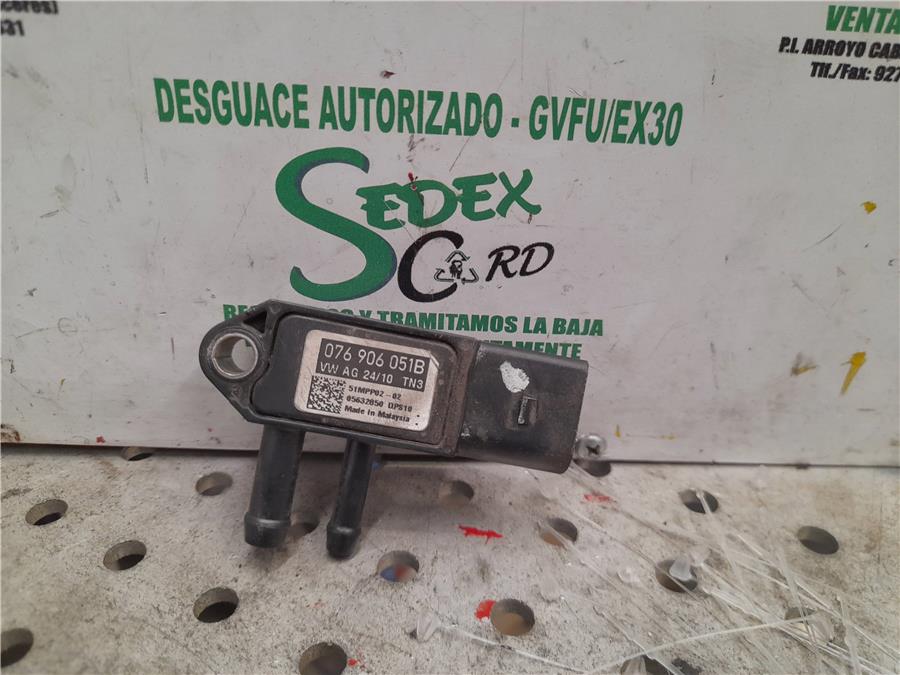 VENTA
P.I. ARROYO CAB
Tlf./Fax: 927
DESGUACE AUTORIZADO - GVFU/EX30
SEDEX
CARD
Y TRAMITAMOS LA BAJA
076 906 051B
VW AG 24/10 TN3
51MPP02-02
05632850 DPS10
Made in Malaysia